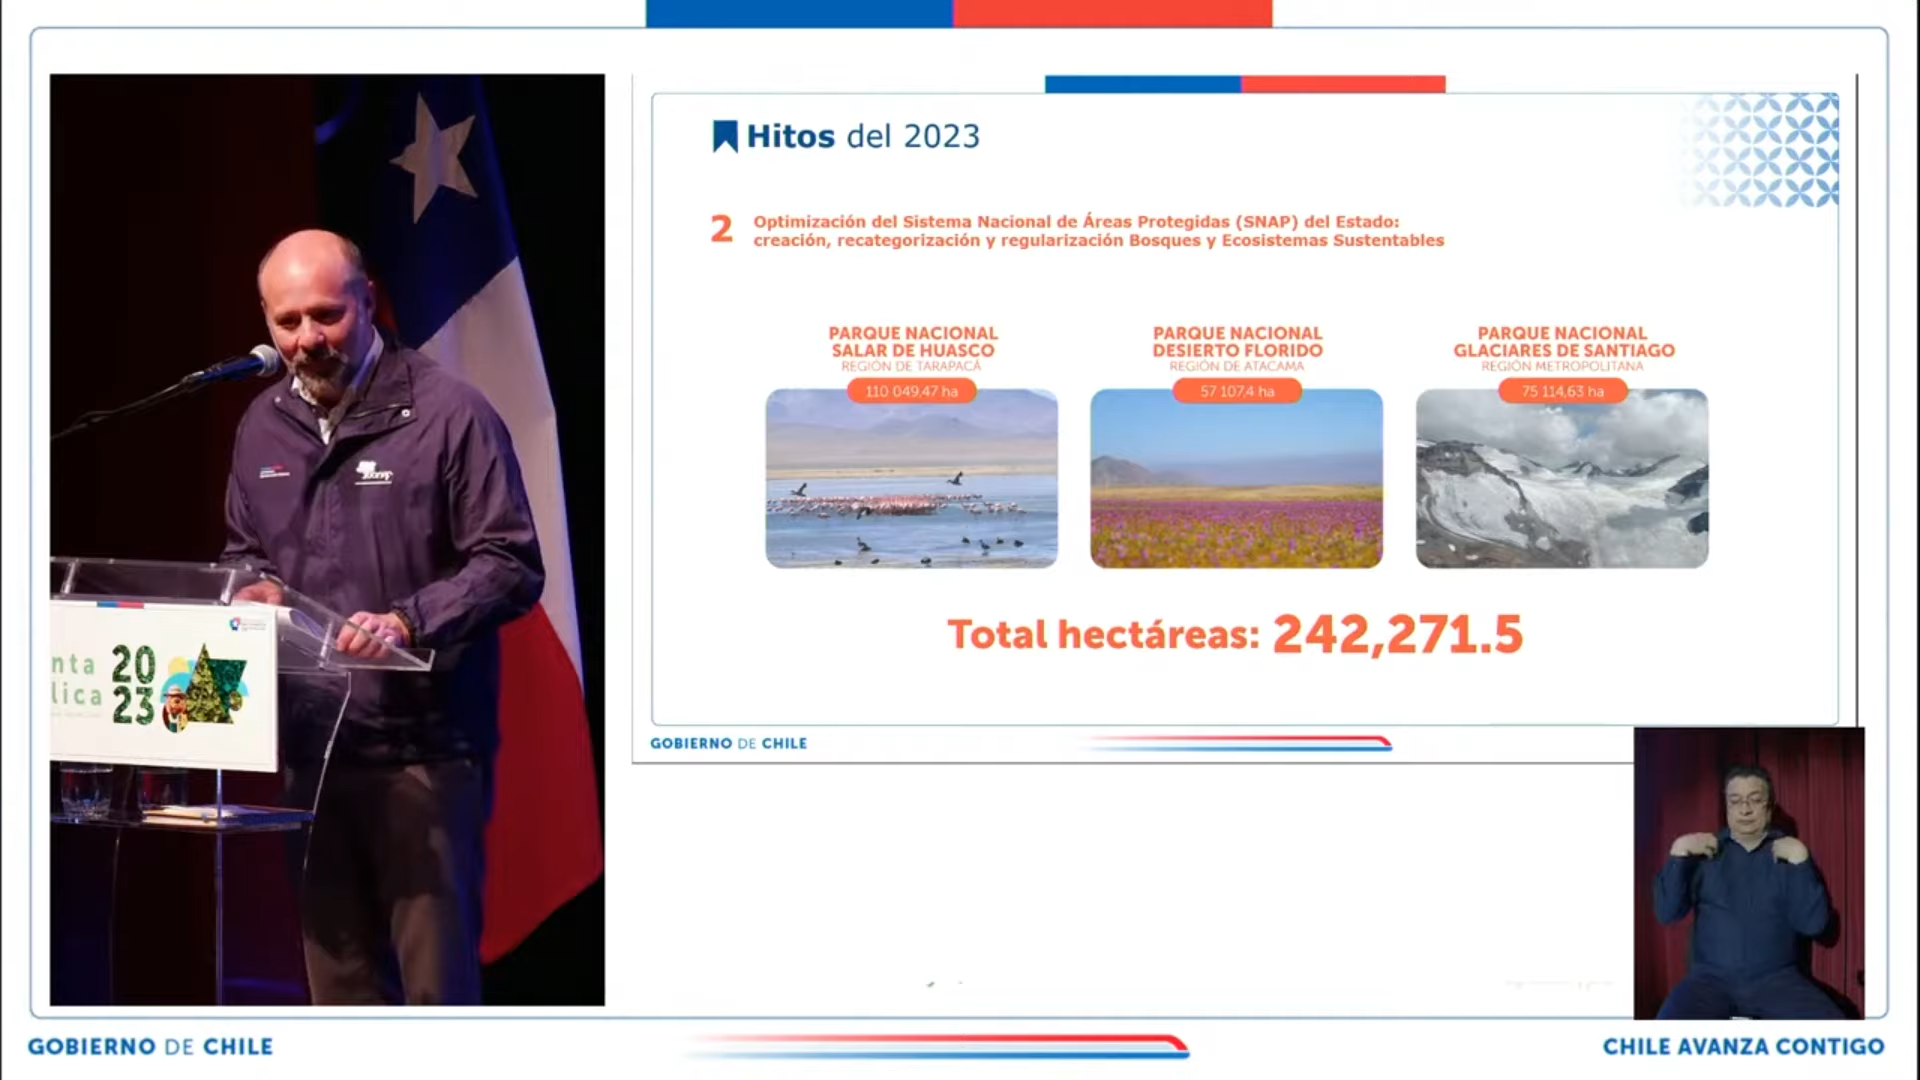 Hitos del 2023
2 Optimización del Sistema Nacional de Áreas Protegidas (SNAP) del Estado:
creación, recategorización y regularización Bosques y Ecosistemas Sustentables
PARQUE NACIONAL
SALAR DE HUASCO
REGIÓN DE TARAPACÁ
110 049,47 ha
PARQUE NACIONAL
DESIERTO FLORIDO
REGIÓN DE ATACAMA
57 107,4 ha
PARQUE NACIONAL
GLACIARES DE SANTIAGO
REGIÓN METROPOLITANA
75 114,63 ha
Total hectáreas: 242,271.5
GOBIERNO DE CHILE
nta
lica
20
23
GOBIERNO DE CHILE
CHILE AVANZA CONTIGO